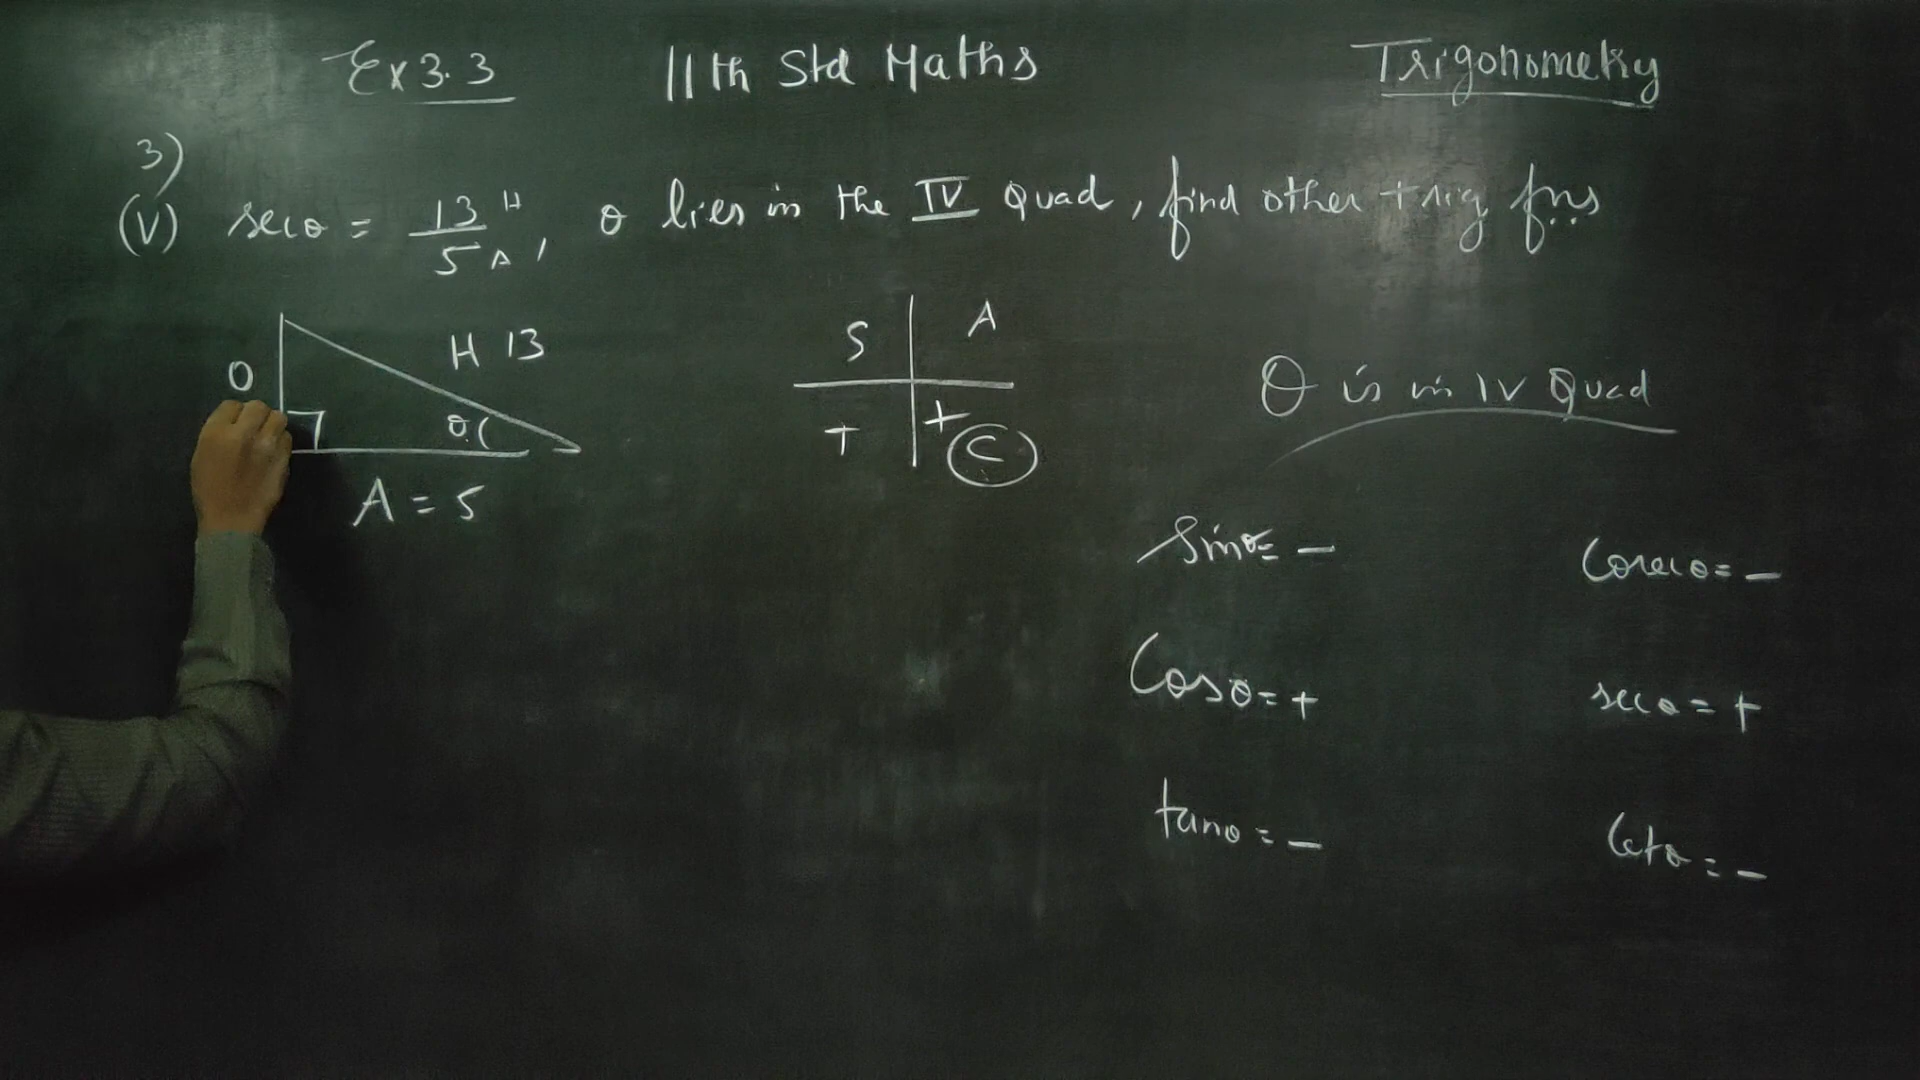 Ex 3.3 11th Std Maths Trigonometry
3)
(V) secθ = 13 H / 5 A , θ lies in the IV Quad, find other trig fns
O H 13
θ
A = 5
S A
T + C
θ is in IV Quad
sinθ = − Cosecθ = −
Cosθ = + secθ = +
tanθ = − Cotθ = −